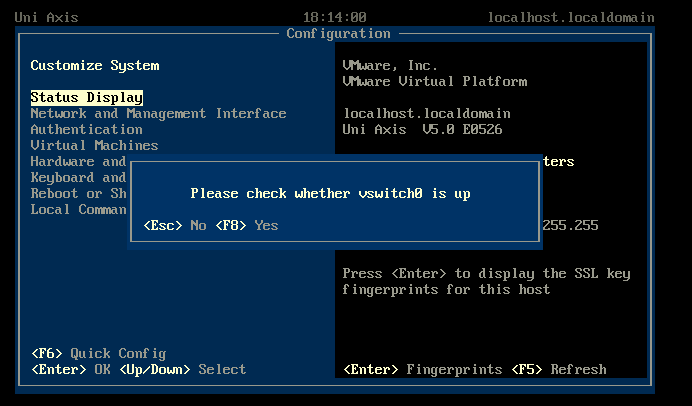 Uni Axis 18:14:00 localhost.localdomain
Configuration
Customize System
Status Display
Network and Management Interface
Authentication
Virtual Machines
Hardware and
Keyboard and
Reboot or Sh
Local Comman
VMware, Inc.
VMware Virtual Platform
localhost.localdomain
Uni Axis V5.0 E0526
ters
255.255
Please check whether vswitch0 is up
<Esc> No <F8> Yes
Press <Enter> to display the SSL key
fingerprints for this host
<F6> Quick Config
<Enter> OK <Up/Down> Select
<Enter> Fingerprints <F5> Refresh